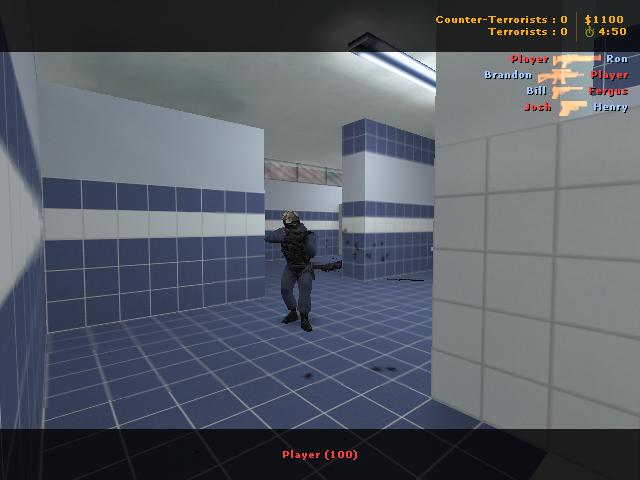 Counter-Terrorists : 0 $1100
Terrorists : 0 4:50
Player Ron
Brandon Player
Bill Fergus
Josh Henry
Player (100)